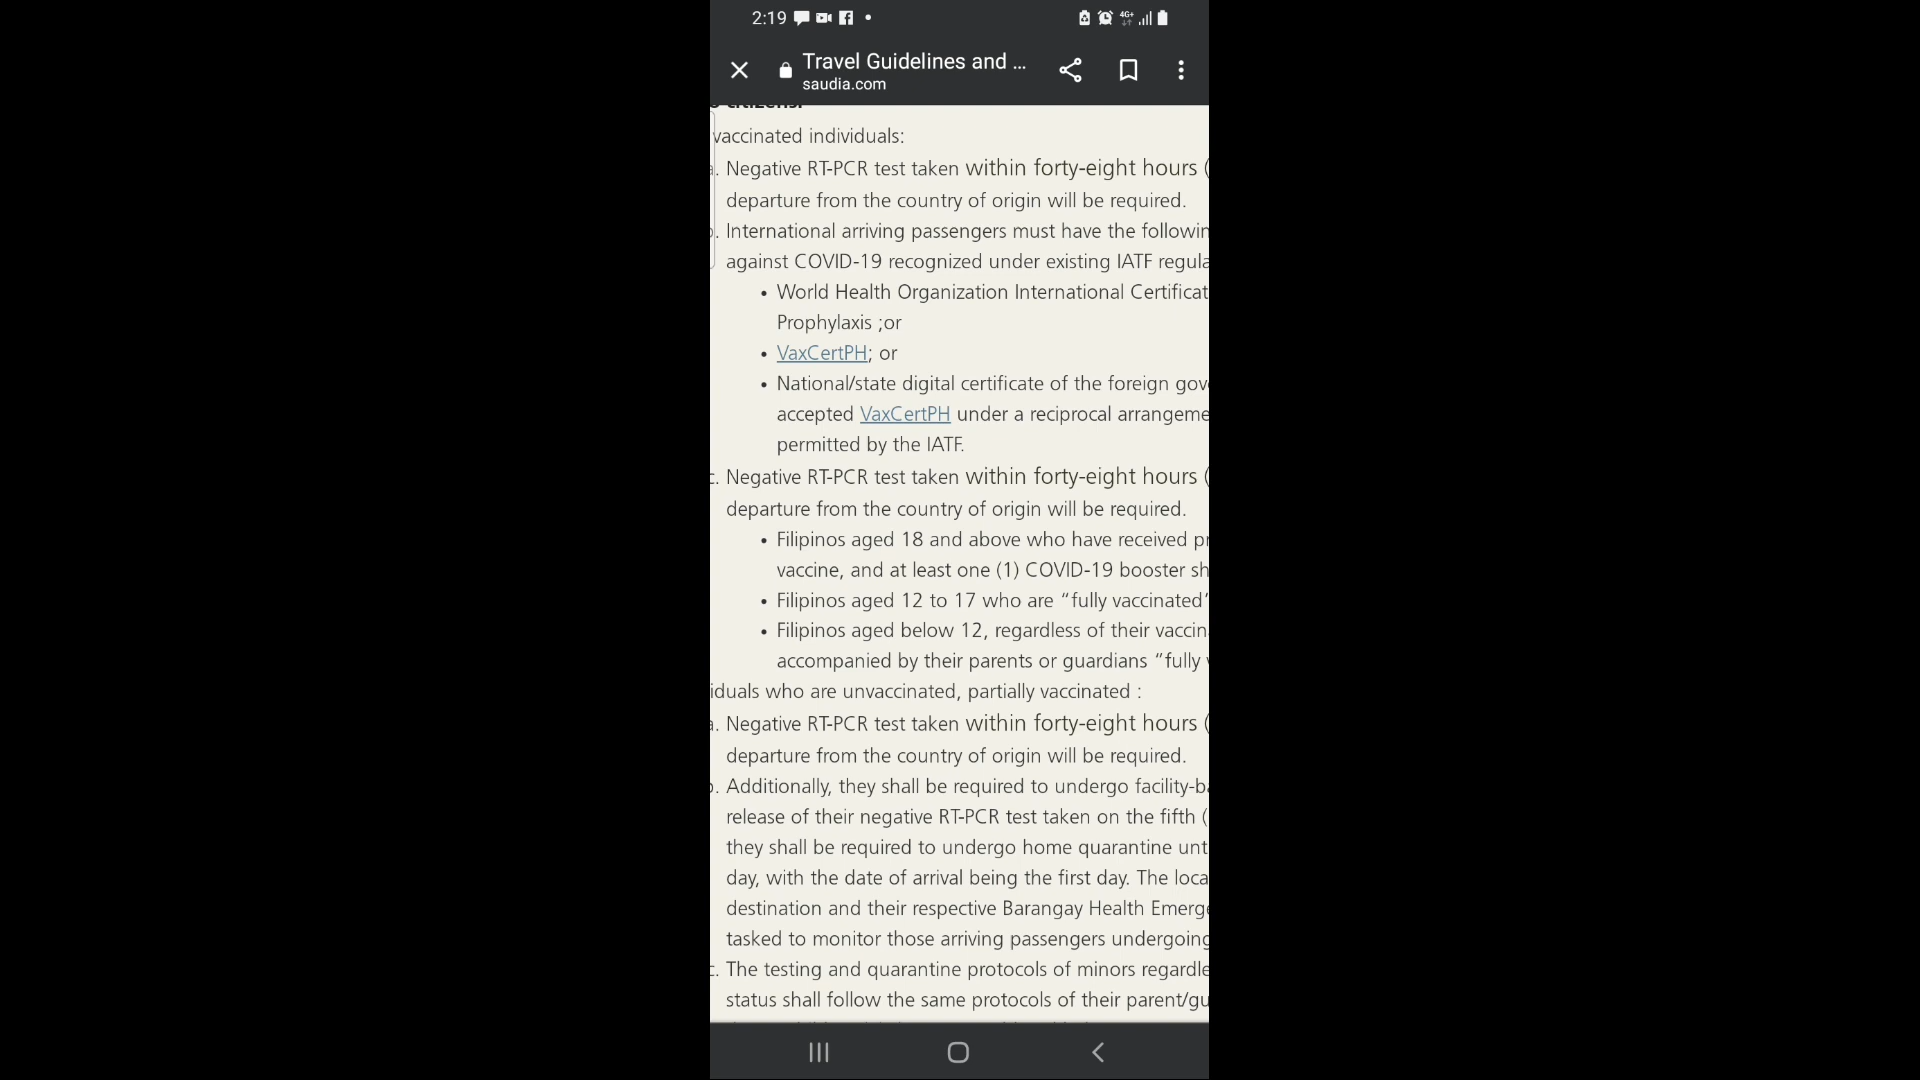 2:19
4G+
Travel Guidelines and ...
saudia.com
citizens.
vaccinated individuals:
a. Negative RT-PCR test taken within forty-eight hours (
departure from the country of origin will be required.
b. International arriving passengers must have the followin
against COVID-19 recognized under existing IATF regula
• World Health Organization International Certificat
Prophylaxis ;or
• VaxCertPH; or
• National/state digital certificate of the foreign gov
accepted VaxCertPH under a reciprocal arrangeme
permitted by the IATF.
c. Negative RT-PCR test taken within forty-eight hours (
departure from the country of origin will be required.
• Filipinos aged 18 and above who have received pr
vaccine, and at least one (1) COVID-19 booster sh
• Filipinos aged 12 to 17 who are “fully vaccinated”
• Filipinos aged below 12, regardless of their vaccin
accompanied by their parents or guardians “fully v
iduals who are unvaccinated, partially vaccinated :
a. Negative RT-PCR test taken within forty-eight hours (
departure from the country of origin will be required.
b. Additionally, they shall be required to undergo facility-ba
release of their negative RT-PCR test taken on the fifth (
they shall be required to undergo home quarantine unt
day, with the date of arrival being the first day. The loca
destination and their respective Barangay Health Emerge
tasked to monitor those arriving passengers undergoing
c. The testing and quarantine protocols of minors regardle
status shall follow the same protocols of their parent/gu